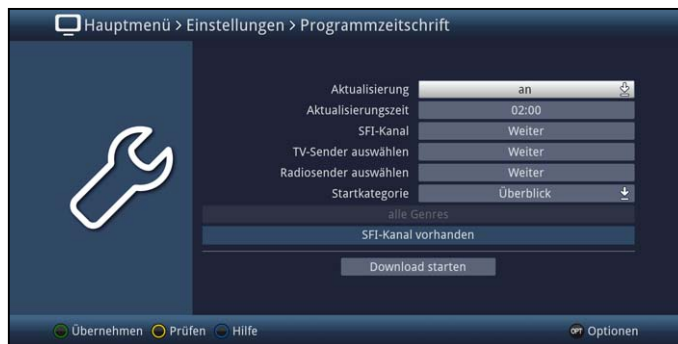 Hauptmenü > Einstellungen > Programmzeitschrift
Aktualisierung an
Aktualisierungszeit 02:00
SFI-Kanal Weiter
TV-Sender auswählen Weiter
Radiosender auswählen Weiter
Startkategorie Überblick
alle Genres
SFI-Kanal vorhanden
Download starten
Übernehmen Prüfen Hilfe OPT Optionen